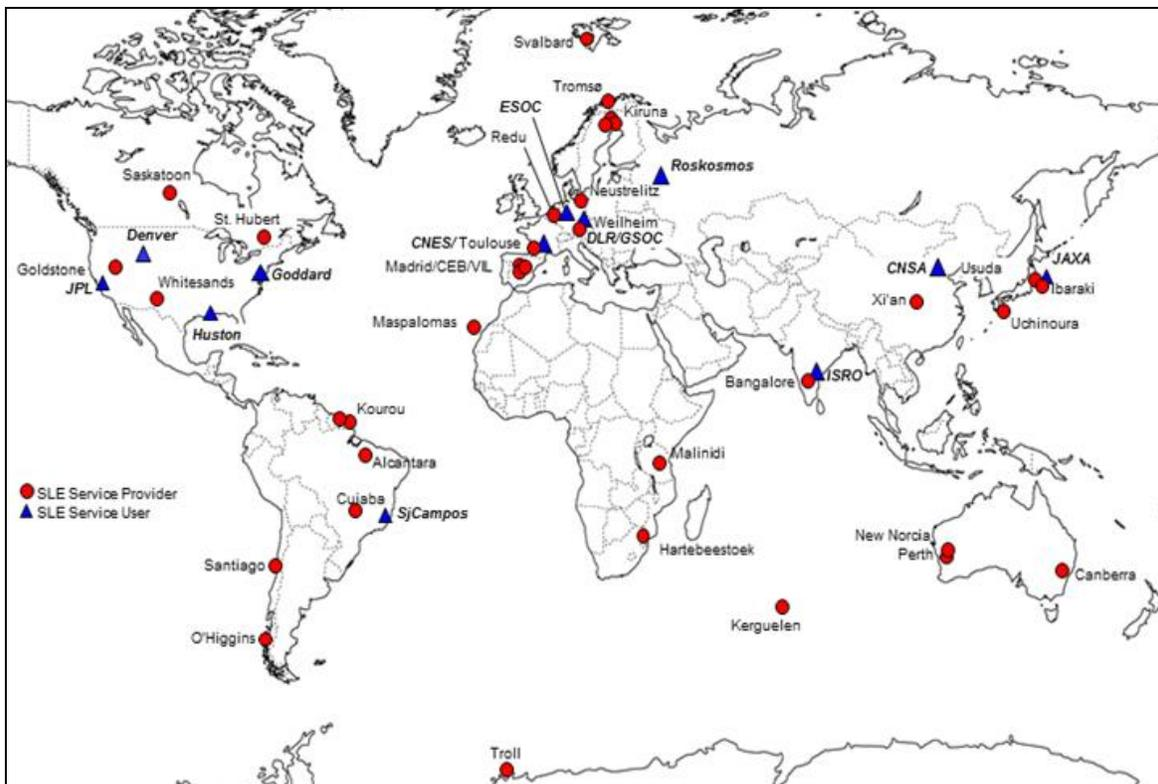 Svalbard
Tromsø
ESOC
Kiruna
Redu
Roskosmos
Saskatoon
Neustrelitz
St. Hubert
Weilheim
Denver
CNES/Toulouse
DLR/GSOC
Goldstone
Whitesands
Goddard
Madrid/CEB/VIL
CNSA
Usuda
JAXA
JPL
Ibaraki
Xi'an
Huston
Maspalomas
Uchinoura
Bangalore
ISRO
Kourou
Alcantara
Malinidi
SLE Service Provider
SLE Service User
Cuiaba
SjCampos
New Norcia
Hartebeestoek
Perth
Santiago
Canberra
Kerguelen
O'Higgins
Troll